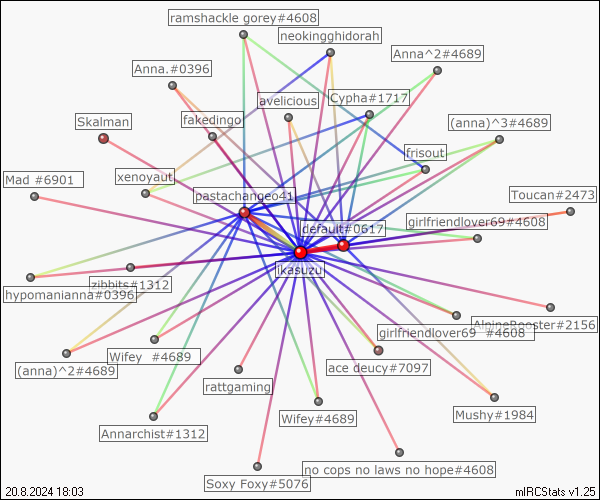 ramshackle gorey#4608
neokingghidorah
Anna^2#4689
Anna.#0396
avelicious
Cypha#1717
Skalman
fakedingo
(anna)^3#4689
frisout
Mad #6901
xenoyaut
pastachangeo41
Toucan#2473
default#0617
girlfriendlover69#4608
ikasuzu
hypomanianna#0396
zibbits#1312
AlpineRooster#2156
girlfriendlover69 #4608
(anna)^2#4689
Wifey #4689
ace deucy#7097
rattgaming
Mushy#1984
Annarchist#1312
Wifey#4689
Soxy Foxy#5076
no cops no laws no hope#4608
20.8.2024 18:03
mIRCStats v1.25